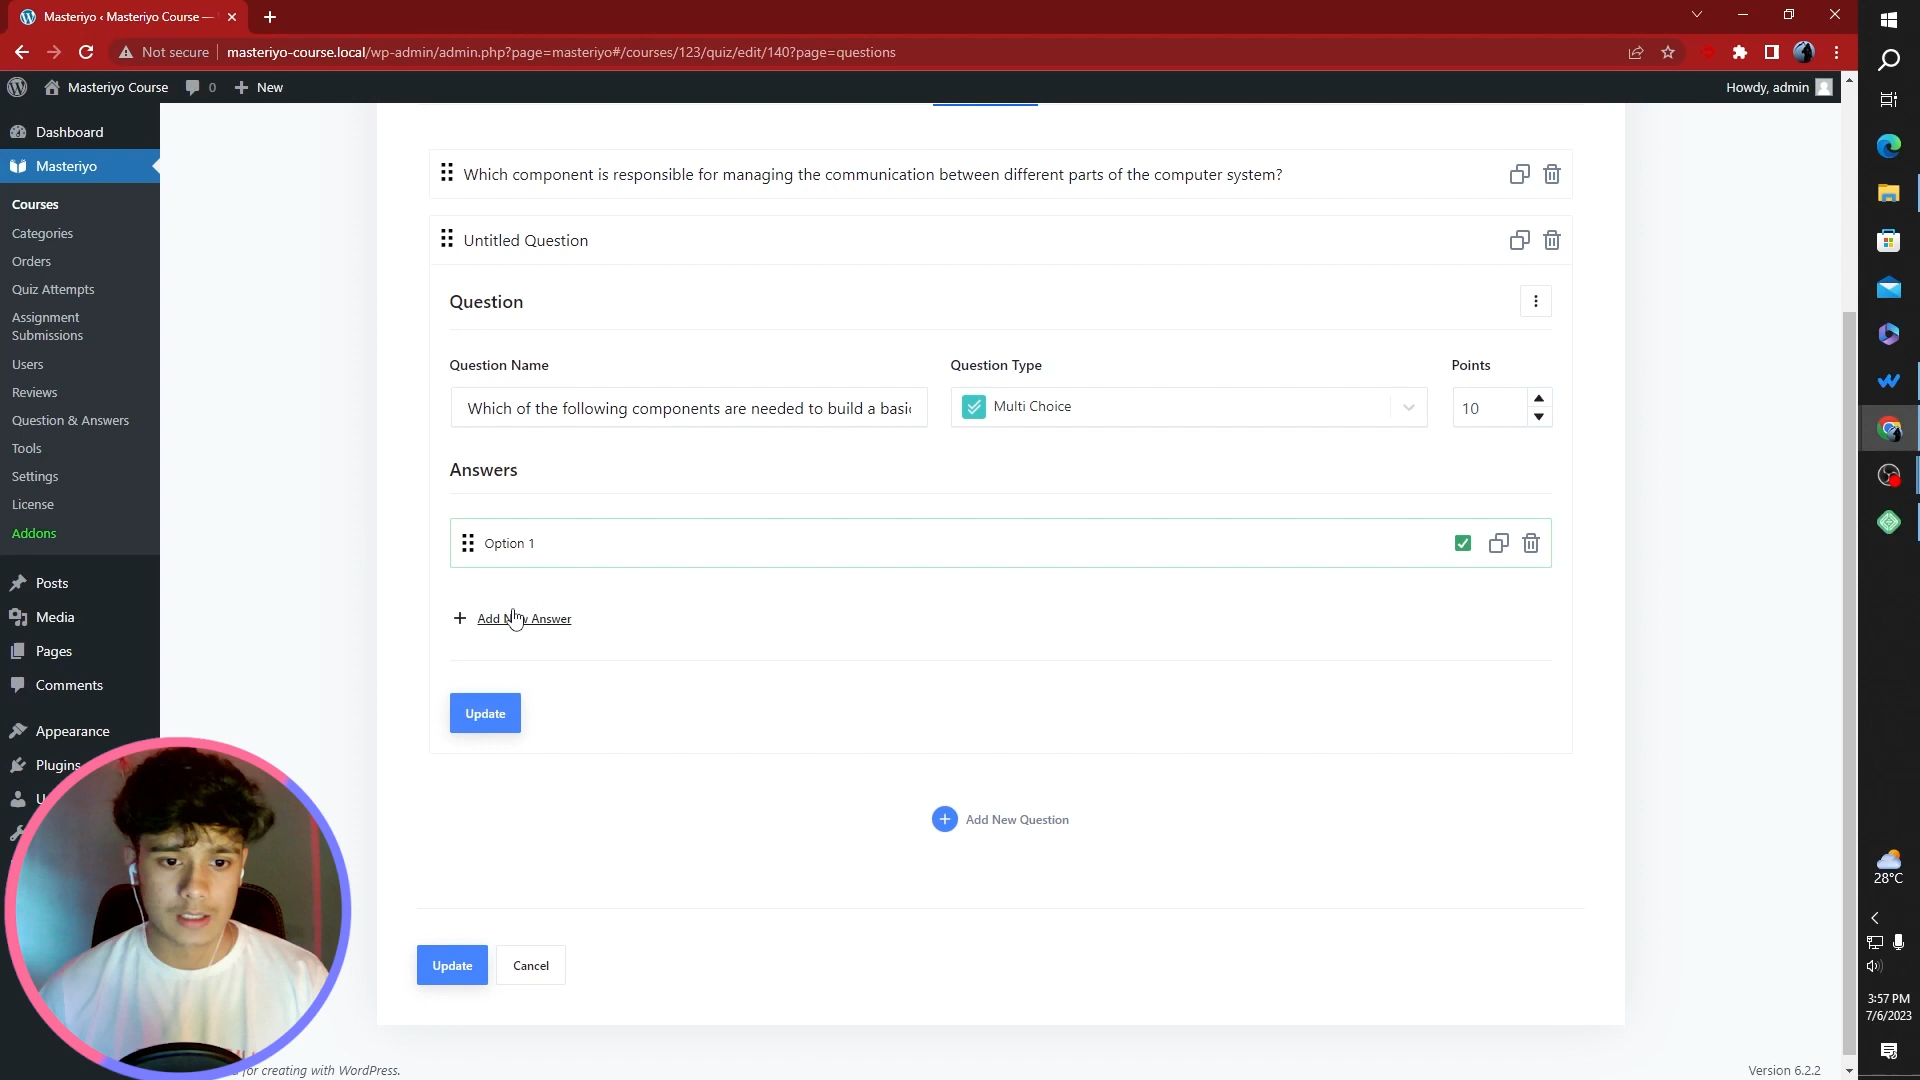 Masteriyo ‹ Masteriyo Course —
Not secure
masteriyo-course.local/wp-admin/admin.php?page=masteriyo#/courses/123/quiz/edit/140?page=questions
Masteriyo Course
0
New
Howdy, admin
Dashboard
Masteriyo
Courses
Categories
Orders
Quiz Attempts
Assignment
Submissions
Users
Reviews
Question & Answers
Tools
Settings
License
Addons
Posts
Media
Pages
Comments
Appearance
Plugins
Which component is responsible for managing the communication between different parts of the computer system?
Untitled Question
Question
Question Name
Question Type
Points
Which of the following components are needed to build a basic
Multi Choice
10
Answers
Option 1
Add New Answer
Update
Add New Question
Update
Cancel
for creating with WordPress.
Version 6.2.2
28°C
3:57 PM
7/6/2023